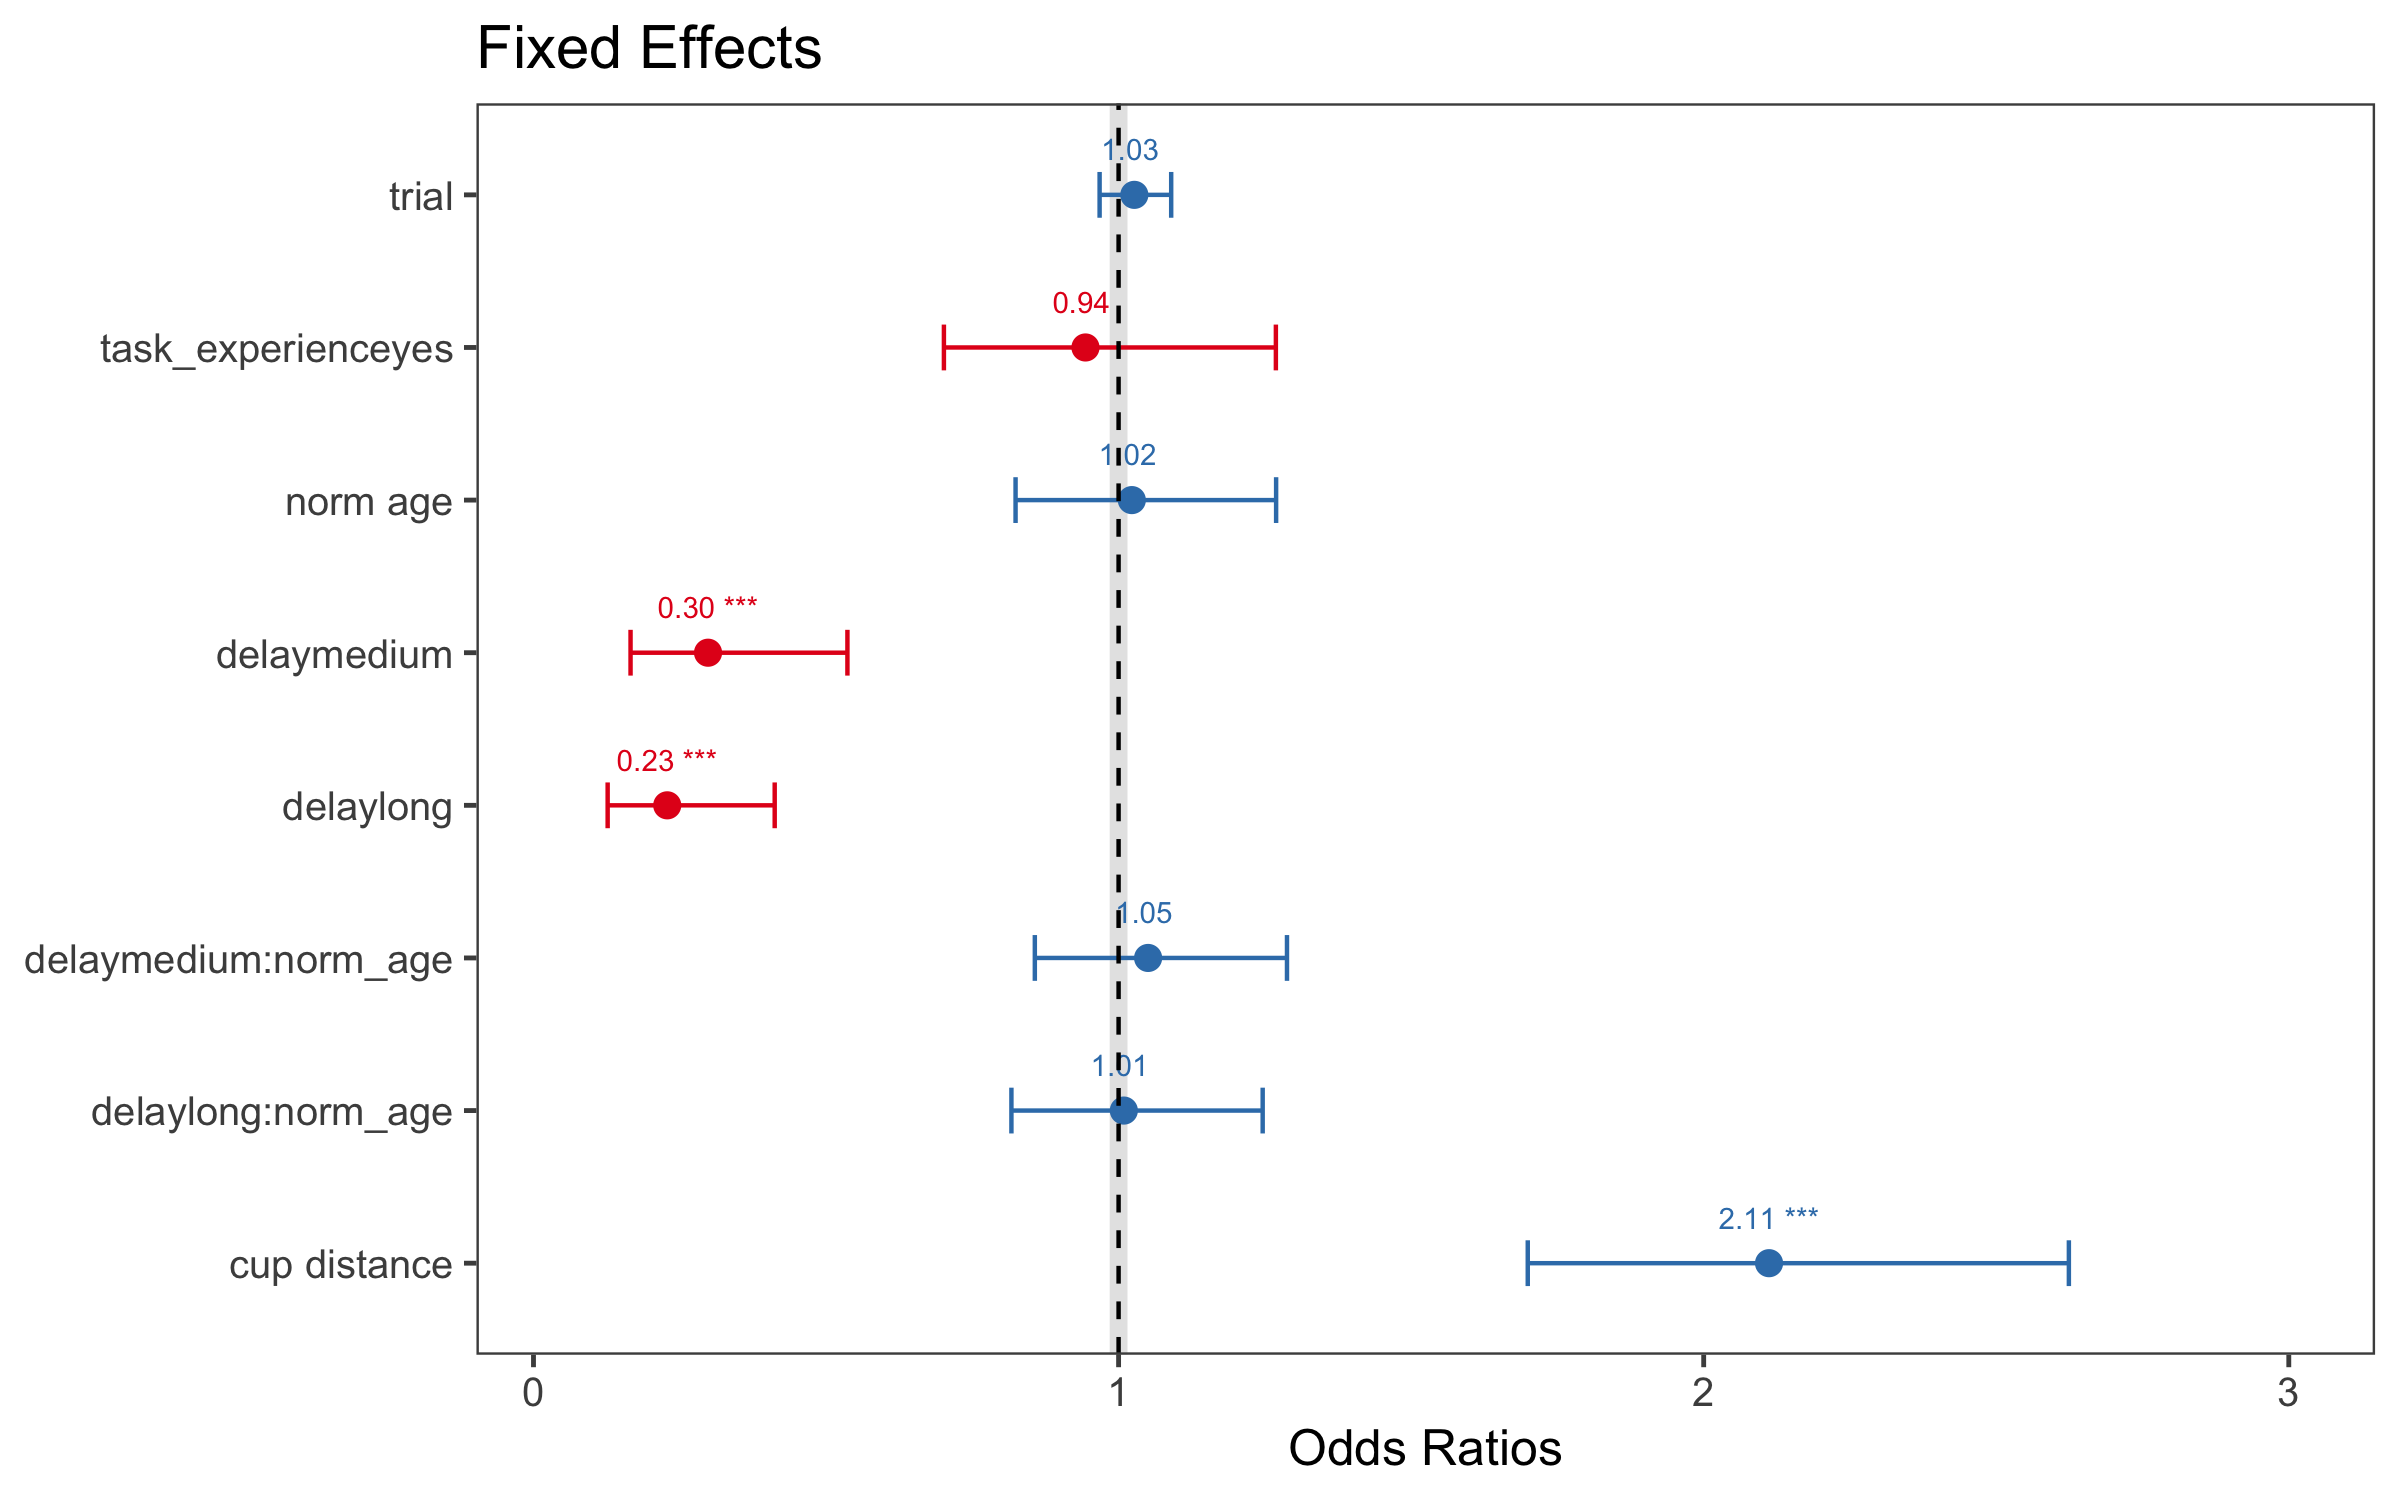 Fixed Effects
trial
1.03
task_experienceyes
0.94
norm age
1.02
delaymedium
0.30 ***
delaylong
0.23 ***
delaymedium:norm_age
1.05
delaylong:norm_age
1.01
cup distance
2.11 ***
0 1 2 3
Odds Ratios